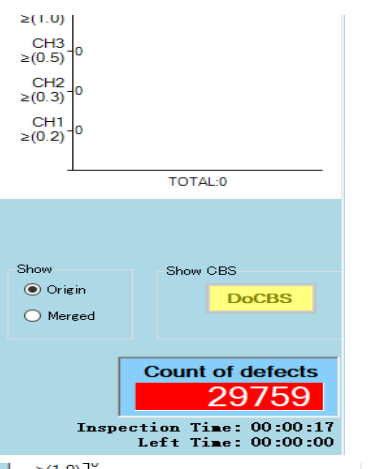 ≥(1.0)
CH3
≥(0.5) 0
CH2
≥(0.3) 0
CH1
≥(0.2) 0
TOTAL:0
Show
Origin
Merged
Show CBS
DoCBS
Count of defects
29759
Inspection Time: 00:00:17
Left Time: 00:00:00
≥(1.0) 0